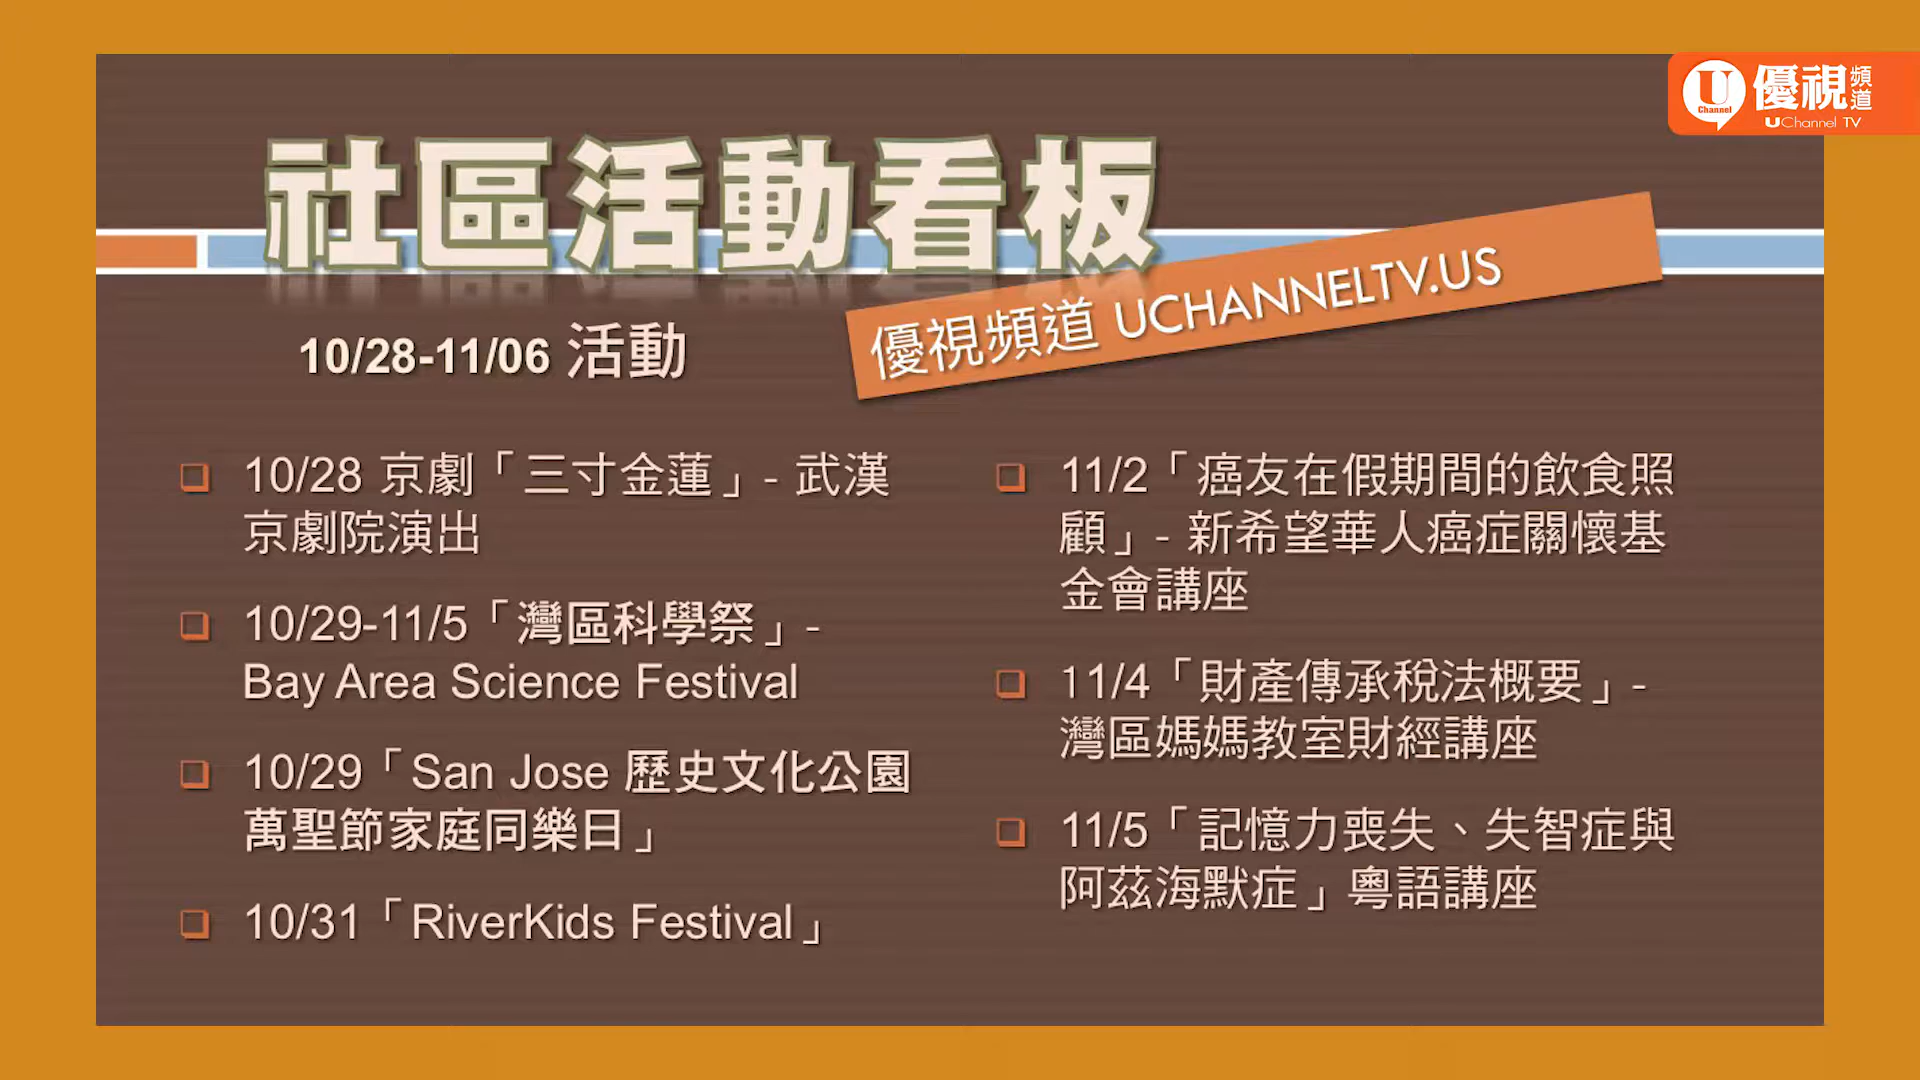 U
Channel
優視頻道
UChannel TV
社區活動看板
優視頻道 UCHANNELTV.US
10/28-11/06 活動
10/28 京劇「三寸金蓮」- 武漢
京劇院演出
10/29-11/5「灣區科學祭」-
Bay Area Science Festival
10/29「San Jose 歷史文化公園
萬聖節家庭同樂日」
10/31「RiverKids Festival」
11/2「癌友在假期間的飲食照
顧」- 新希望華人癌症關懷基
金會講座
11/4「財產傳承稅法概要」-
灣區媽媽教室財經講座
11/5「記憶力喪失、失智症與
阿茲海默症」粵語講座